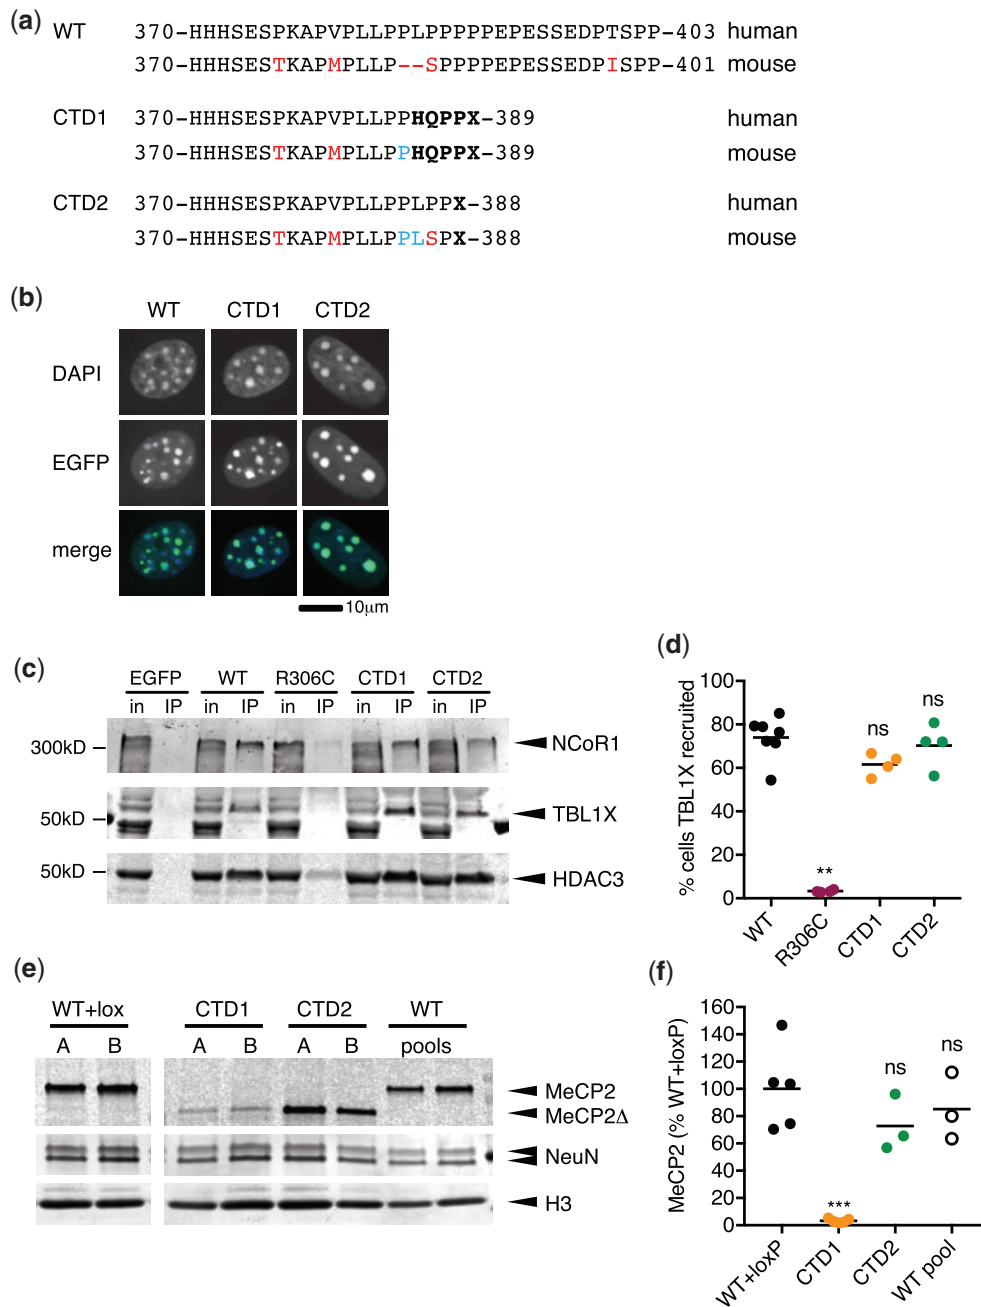 (a)
WT 370-HHHSESPKAPVPLLPPLPPPPPEPESSEDPTSPP-403 human
370-HHHSESTKAPMPLLP--SPPPPEPESSEDPISPP-401 mouse
CTD1 370-HHHSESPKAPVPLLPPHQPPX-389 human
370-HHHSESTKAPMPLLPPHQPPX-389 mouse
CTD2 370-HHHSESPKAPVPLLPPLPPX-388 human
370-HHHSESTKAPMPLLPPLSPX-388 mouse
(b)
WT CTD1 CTD2
DAPI
EGFP
merge
10µm
(c)
EGFP WT R306C CTD1 CTD2
in IP in IP in IP in IP in IP
300kD NCoR1
50kD TBL1X
50kD HDAC3
(d)
% cells TBL1X recruited
100
80
60
40
20
0
ns
ns
**
WT R306C CTD1 CTD2
(e)
WT+lox CTD1 CTD2 WT
A B A B A B pools
MeCP2
MeCP2Δ
NeuN
H3
(f)
MeCP2 (% WT+loxP)
160
140
120
100
80
60
40
20
0
ns
ns
***
WT+loxP CTD1 CTD2 WT pool